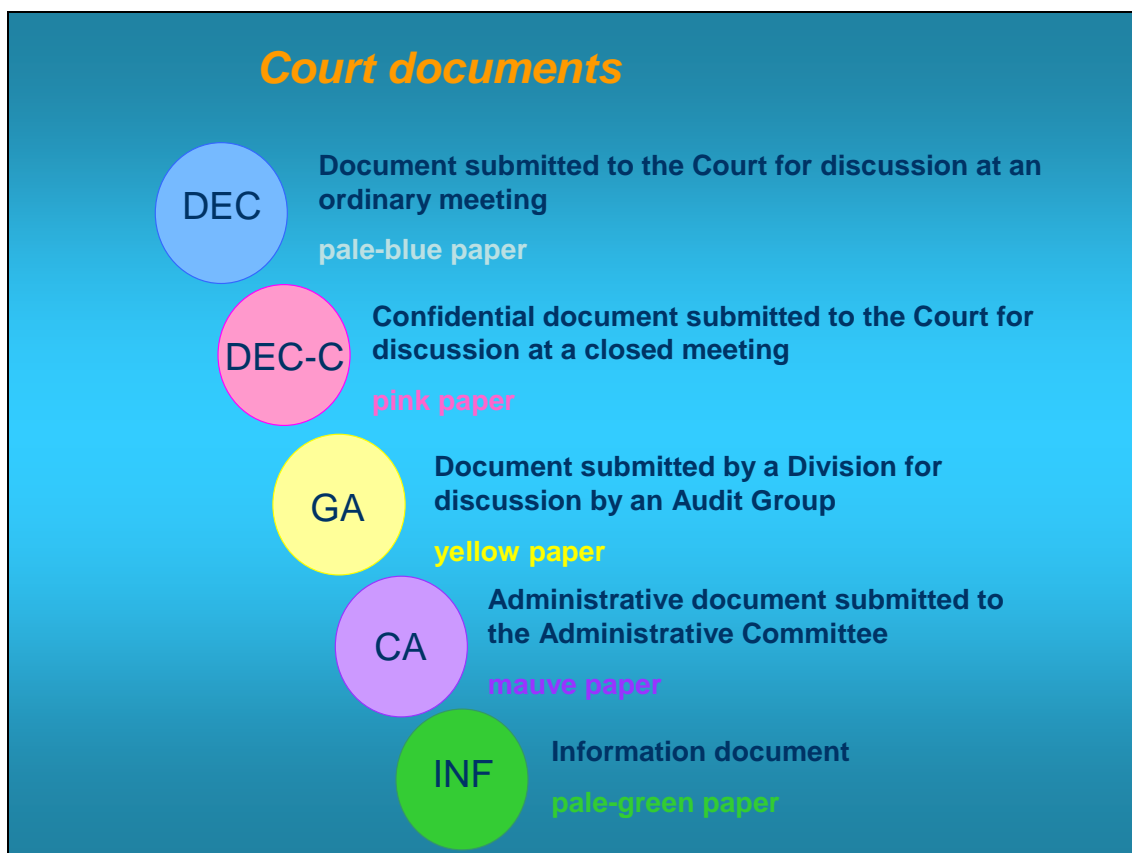 Court documents
DEC
Document submitted to the Court for discussion at an
ordinary meeting
pale-blue paper
DEC-C
Confidential document submitted to the Court for
discussion at a closed meeting
pink paper
GA
Document submitted by a Division for
discussion by an Audit Group
yellow paper
CA
Administrative document submitted to
the Administrative Committee
mauve paper
INF
Information document
pale-green paper